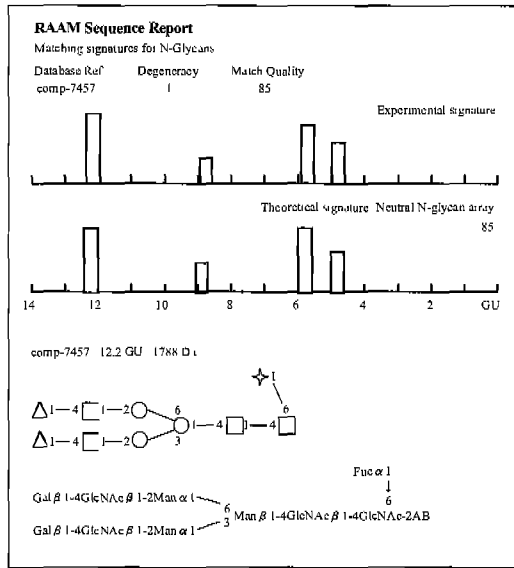 RAAM Sequence Report
Matching signatures for N-Glycans
Database Ref Degeneracy Match Quality
comp-7457 1 85
Experimental signature
Theoretical signature Neutral N-glycan array
85
14 12 10 8 6 4 2 GU
comp-7457 12.2 GU 1788 Da
1
1—4 1—2 6 6
1—4 4
1—4 1—2 3
Fuc α 1
↓
6
Gal β 1-4GlcNAc β 1-2Man α 1
6
Man β 1-4GlcNAc β 1-4GlcNAc-2AB
3
Gal β 1-4GlcNAc β 1-2Man α 1